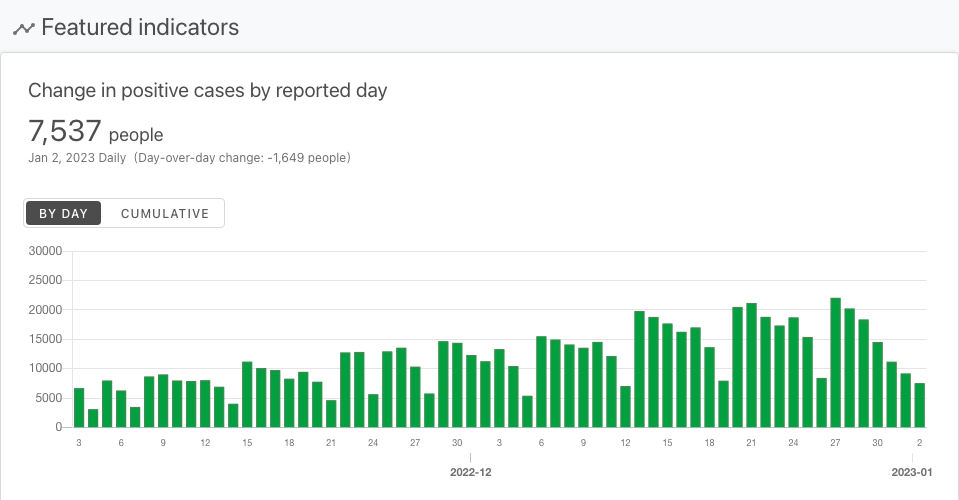 Featured indicators
Change in positive cases by reported day
7,537 people
Jan 2, 2023 Daily (Day-over-day change: -1,649 people)
BY DAY CUMULATIVE
30000
25000
20000
15000
10000
5000
0
3 6 9 12 15 18 21 24 27 30 3 6 9 12 15 18 21 24 27 30 2
2022-12 2023-01